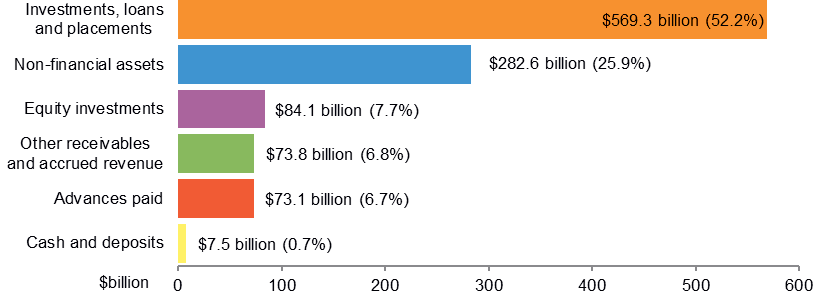 Investments, loans
and placements
$569.3 billion (52.2%)
Non-financial assets
$282.6 billion (25.9%)
Equity investments
$84.1 billion (7.7%)
Other receivables
and accrued revenue
$73.8 billion (6.8%)
Advances paid
$73.1 billion (6.7%)
Cash and deposits
$7.5 billion (0.7%)
$billion 0 100 200 300 400 500 600